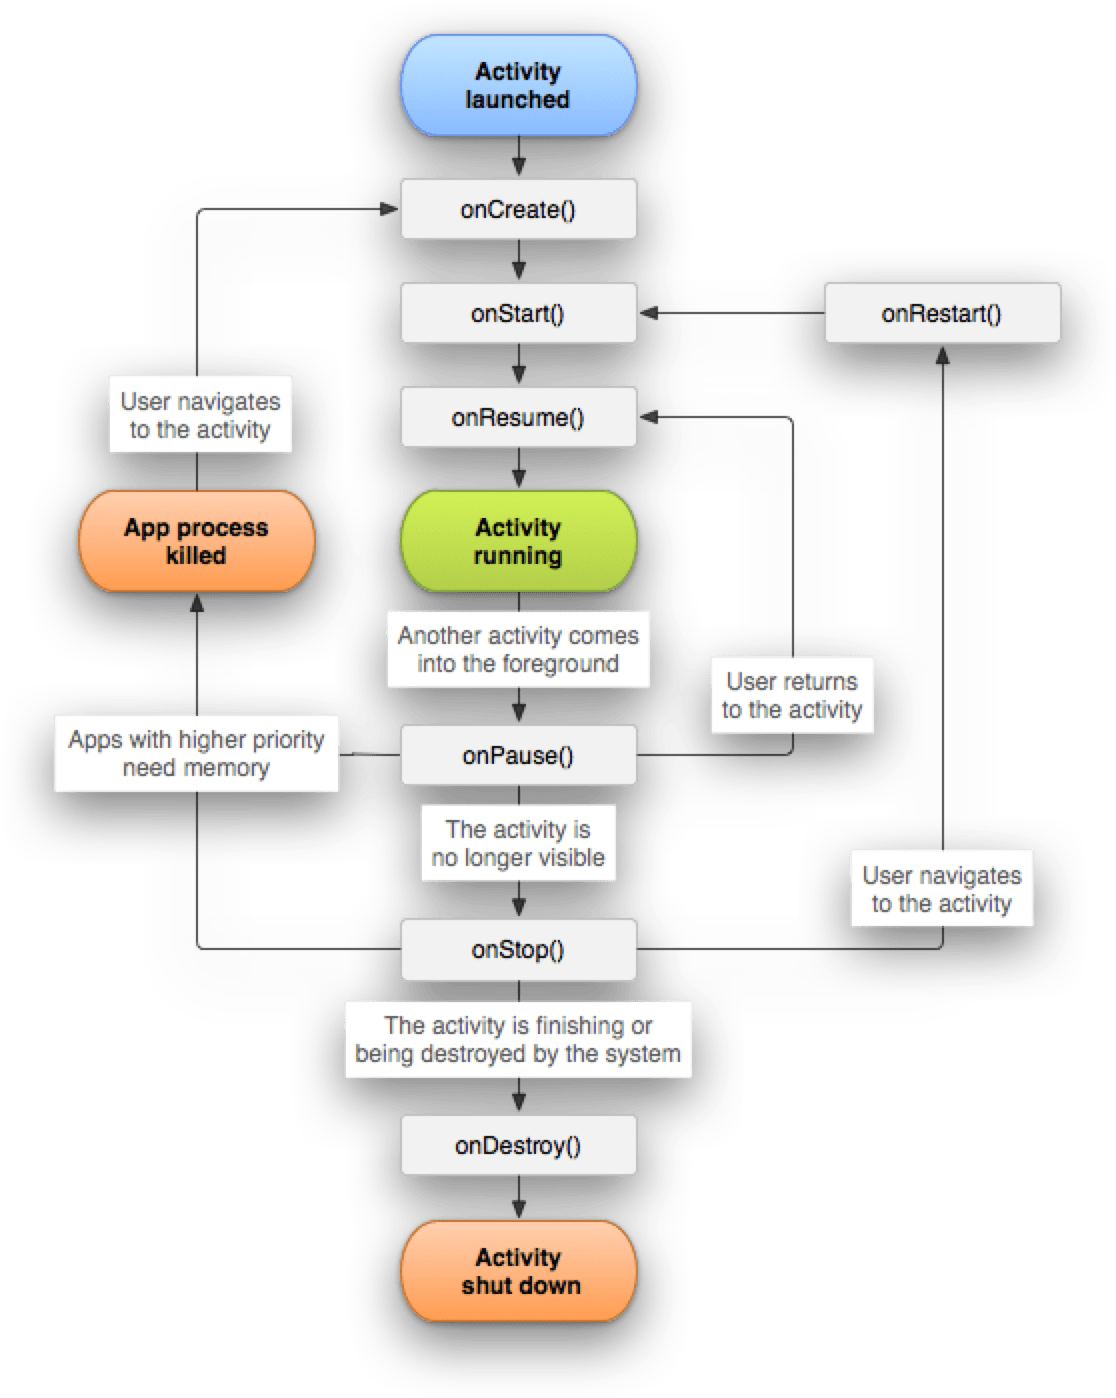 Activity
launched
onCreate()
onStart()
onRestart()
User navigates
to the activity
onResume()
App process
killed
Activity
running
Another activity comes
into the foreground
User returns
to the activity
Apps with higher priority
need memory
onPause()
The activity is
no longer visible
User navigates
to the activity
onStop()
The activity is finishing or
being destroyed by the system
onDestroy()
Activity
shut down